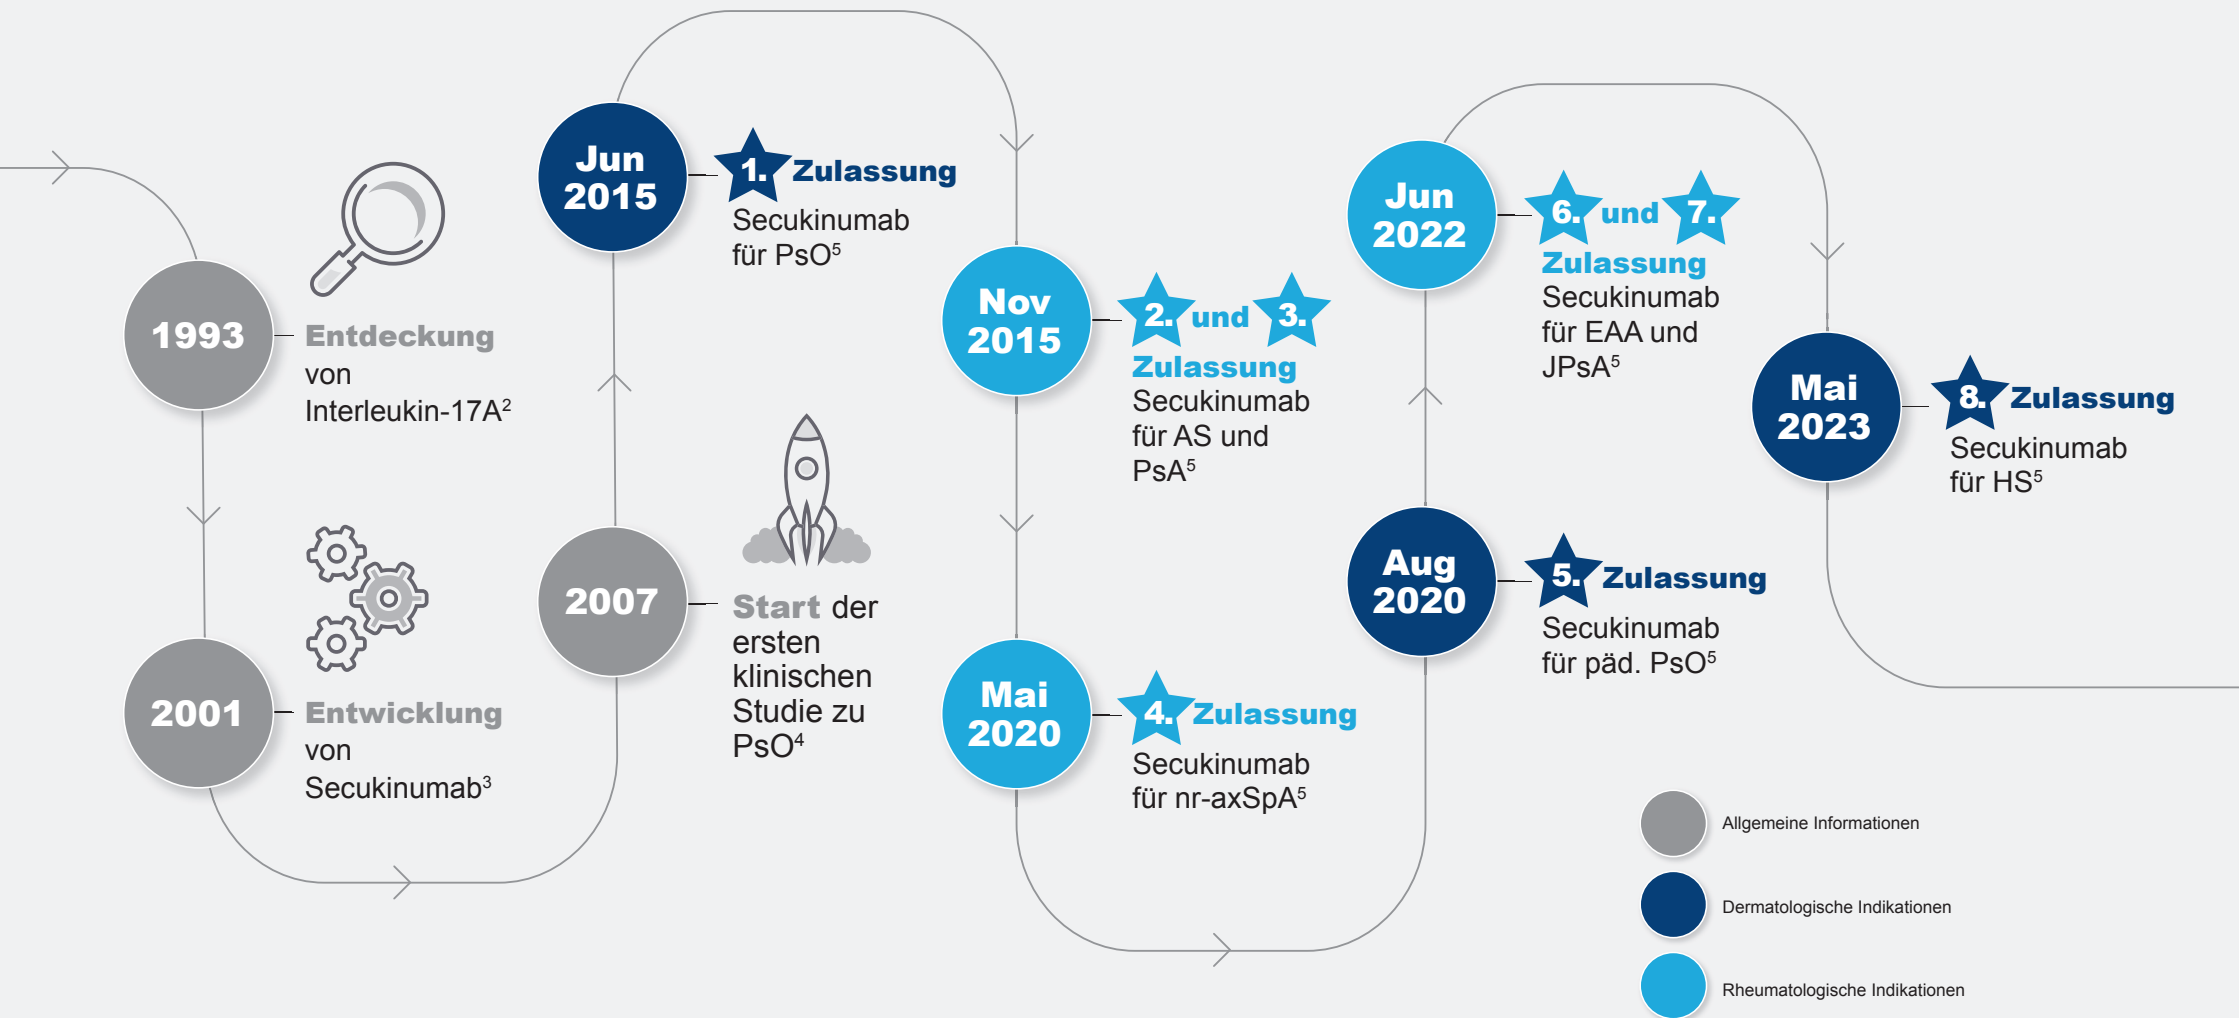 1993
Entdeckung
von
Interleukin-17A²
2001
Entwicklung
von
Secukinumab³
2007
Start der
ersten
klinischen
Studie zu
PsO⁴
Jun
2015
1. Zulassung
Secukinumab
für PsO⁵
Nov
2015
2. und 3.
Zulassung
Secukinumab
für AS und
PsA⁵
Mai
2020
4. Zulassung
Secukinumab
für nr-axSpA⁵
Aug
2020
5. Zulassung
Secukinumab
für päd. PsO⁵
Jun
2022
6. und 7.
Zulassung
Secukinumab
für EAA und
JPsA⁵
Mai
2023
8. Zulassung
Secukinumab
für HS⁵
Allgemeine Informationen
Dermatologische Indikationen
Rheumatologische Indikationen